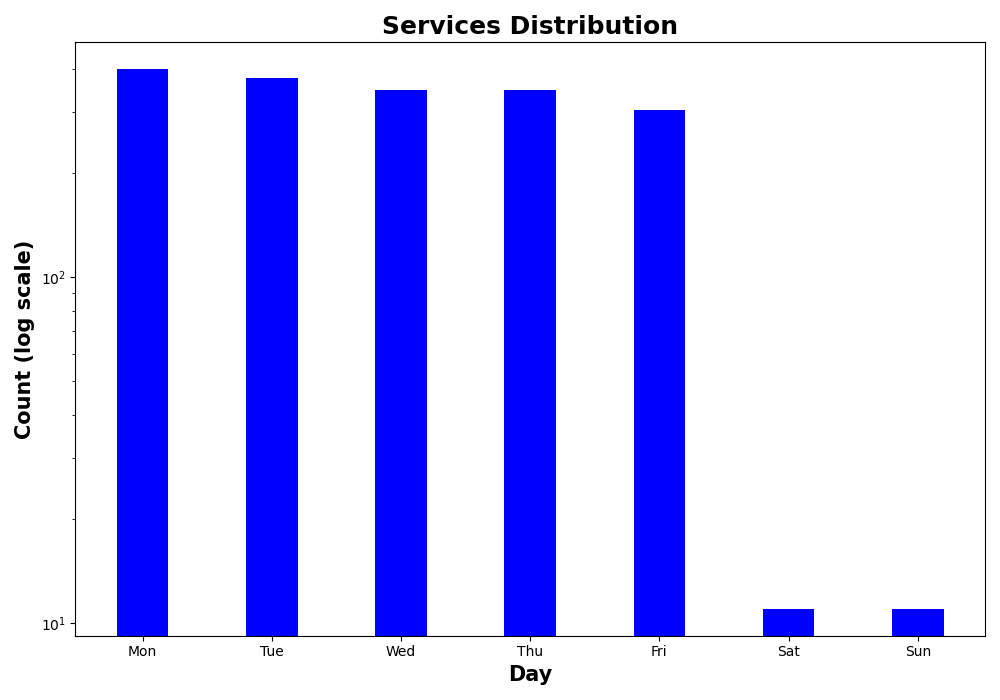 Services Distribution
Count (log scale)
10²
10¹
Mon Tue Wed Thu Fri Sat Sun
Day